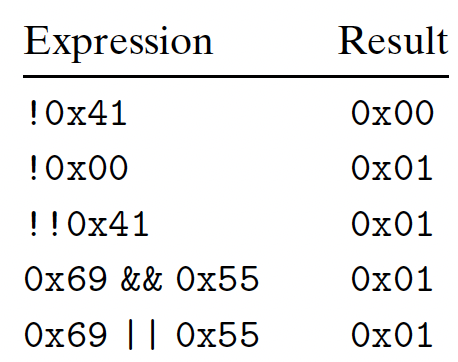 Expression Result
!0x41 0x00
!0x00 0x01
!!0x41 0x01
0x69 && 0x55 0x01
0x69 || 0x55 0x01